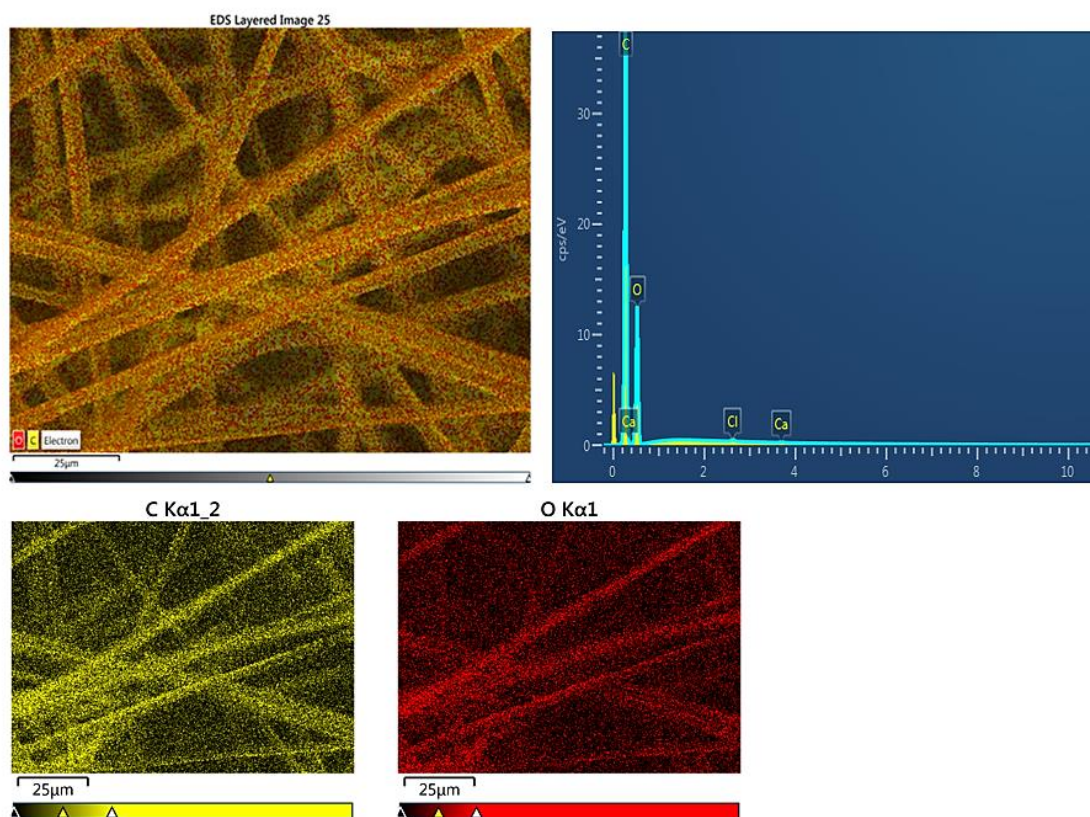 EDS Layered Image 25
O C Electron
25µm
cps/eV
30
20
10
0
C
O
Ca
Cl
Ca
0 2 4 6 8 10
C Kα1_2
25µm
O Kα1
25µm